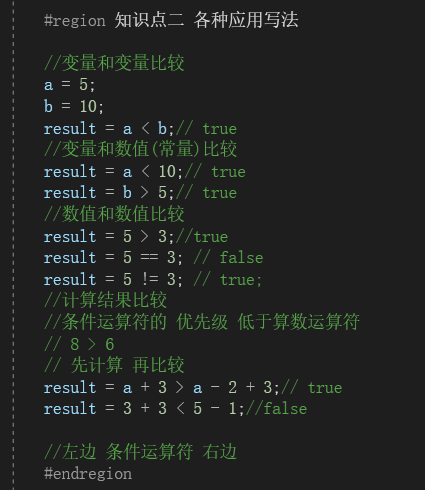 #region 知识点二 各种应用写法
//变量和变量比较
a = 5;
b = 10;
result = a < b;// true
//变量和数值(常量)比较
result = a < 10;// true
result = b > 5;// true
//数值和数值比较
result = 5 > 3;//true
result = 5 == 3; // false
result = 5 != 3; // true;
//计算结果比较
//条件运算符的 优先级 低于算数运算符
// 8 > 6
// 先计算 再比较
result = a + 3 > a - 2 + 3;// true
result = 3 + 3 < 5 - 1;//false
//左边 条件运算符 右边
#endregion